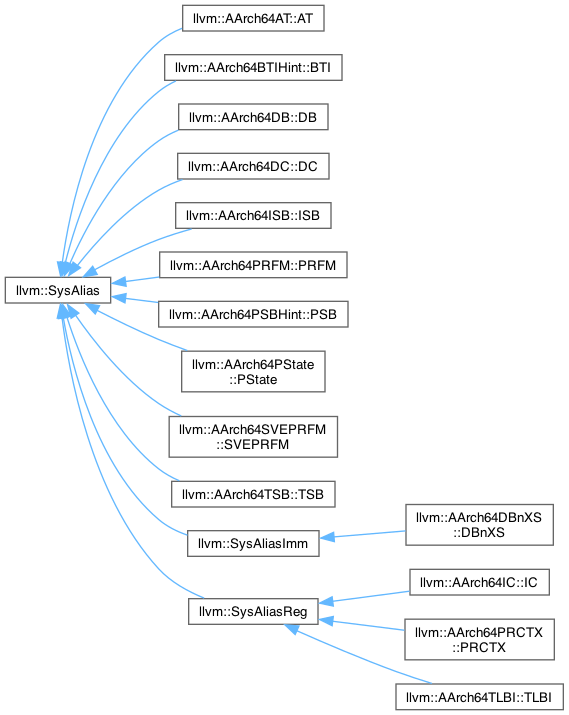 llvm::AArch64AT::AT
llvm::AArch64BTIHint::BTI
llvm::AArch64DB::DB
llvm::AArch64DC::DC
llvm::AArch64ISB::ISB
llvm::AArch64PRFM::PRFM
llvm::SysAlias
llvm::AArch64PSBHint::PSB
llvm::AArch64PState
::PState
llvm::AArch64SVEPRFM
::SVEPRFM
llvm::AArch64TSB::TSB
llvm::SysAliasImm
llvm::AArch64DBnXS
::DBnXS
llvm::AArch64IC::IC
llvm::SysAliasReg
llvm::AArch64PRCTX
::PRCTX
llvm::AArch64TLBI::TLBI